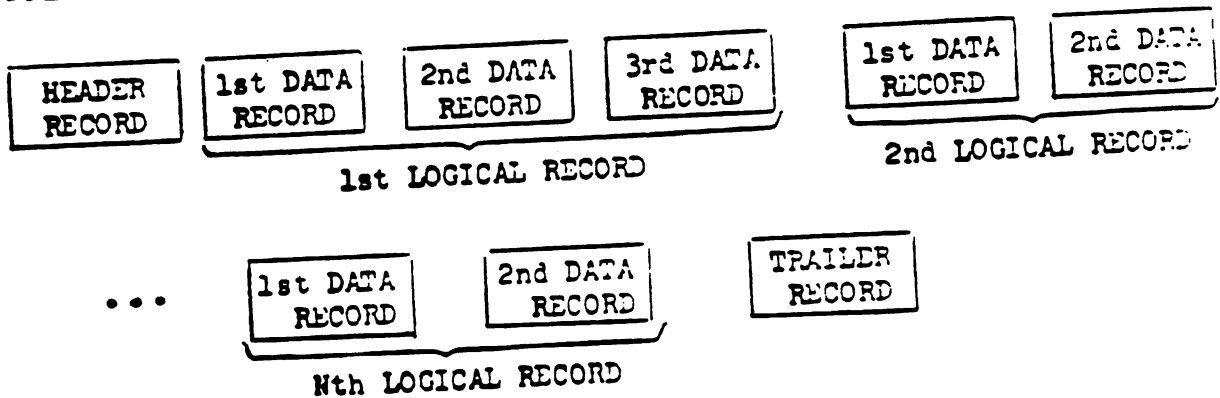 HEADER RECORD
1st DATA RECORD
2nd DATA RECORD
3rd DATA RECORD
1st LOGICAL RECORD
1st DATA RECORD
2nd DATA RECORD
2nd LOGICAL RECORD
...
1st DATA RECORD
2nd DATA RECORD
Nth LOGICAL RECORD
TRAILER RECORD